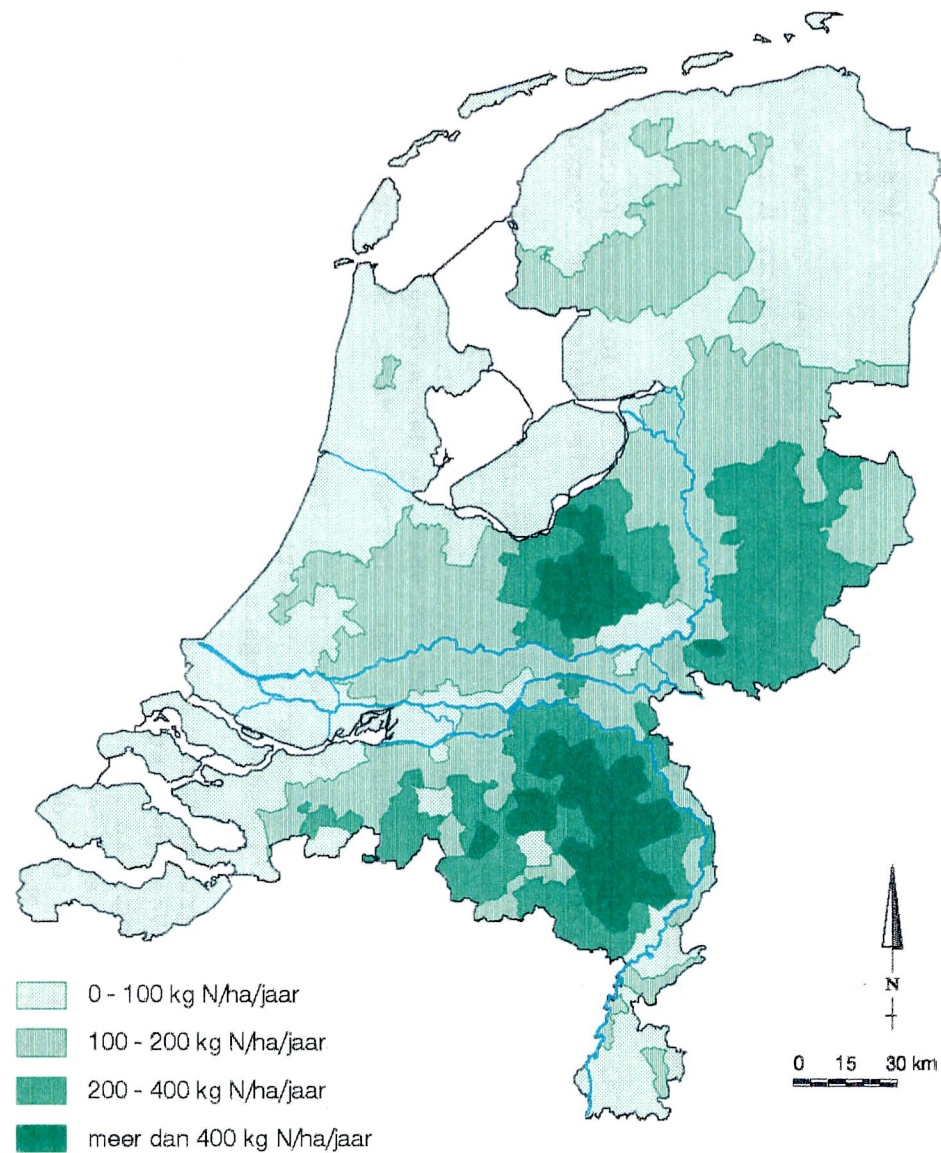 0 - 100 kg N/ha/jaar
100 - 200 kg N/ha/jaar
200 - 400 kg N/ha/jaar
meer dan 400 kg N/ha/jaar
N
0 15 30 km